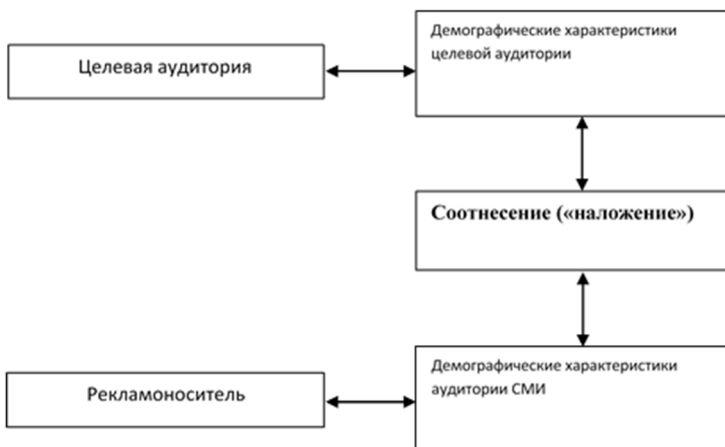 Целевая аудитория
Демографические характеристики
целевой аудитории
Соотнесение («наложение»)
Рекламоноситель
Демографические характеристики
аудитории СМИ